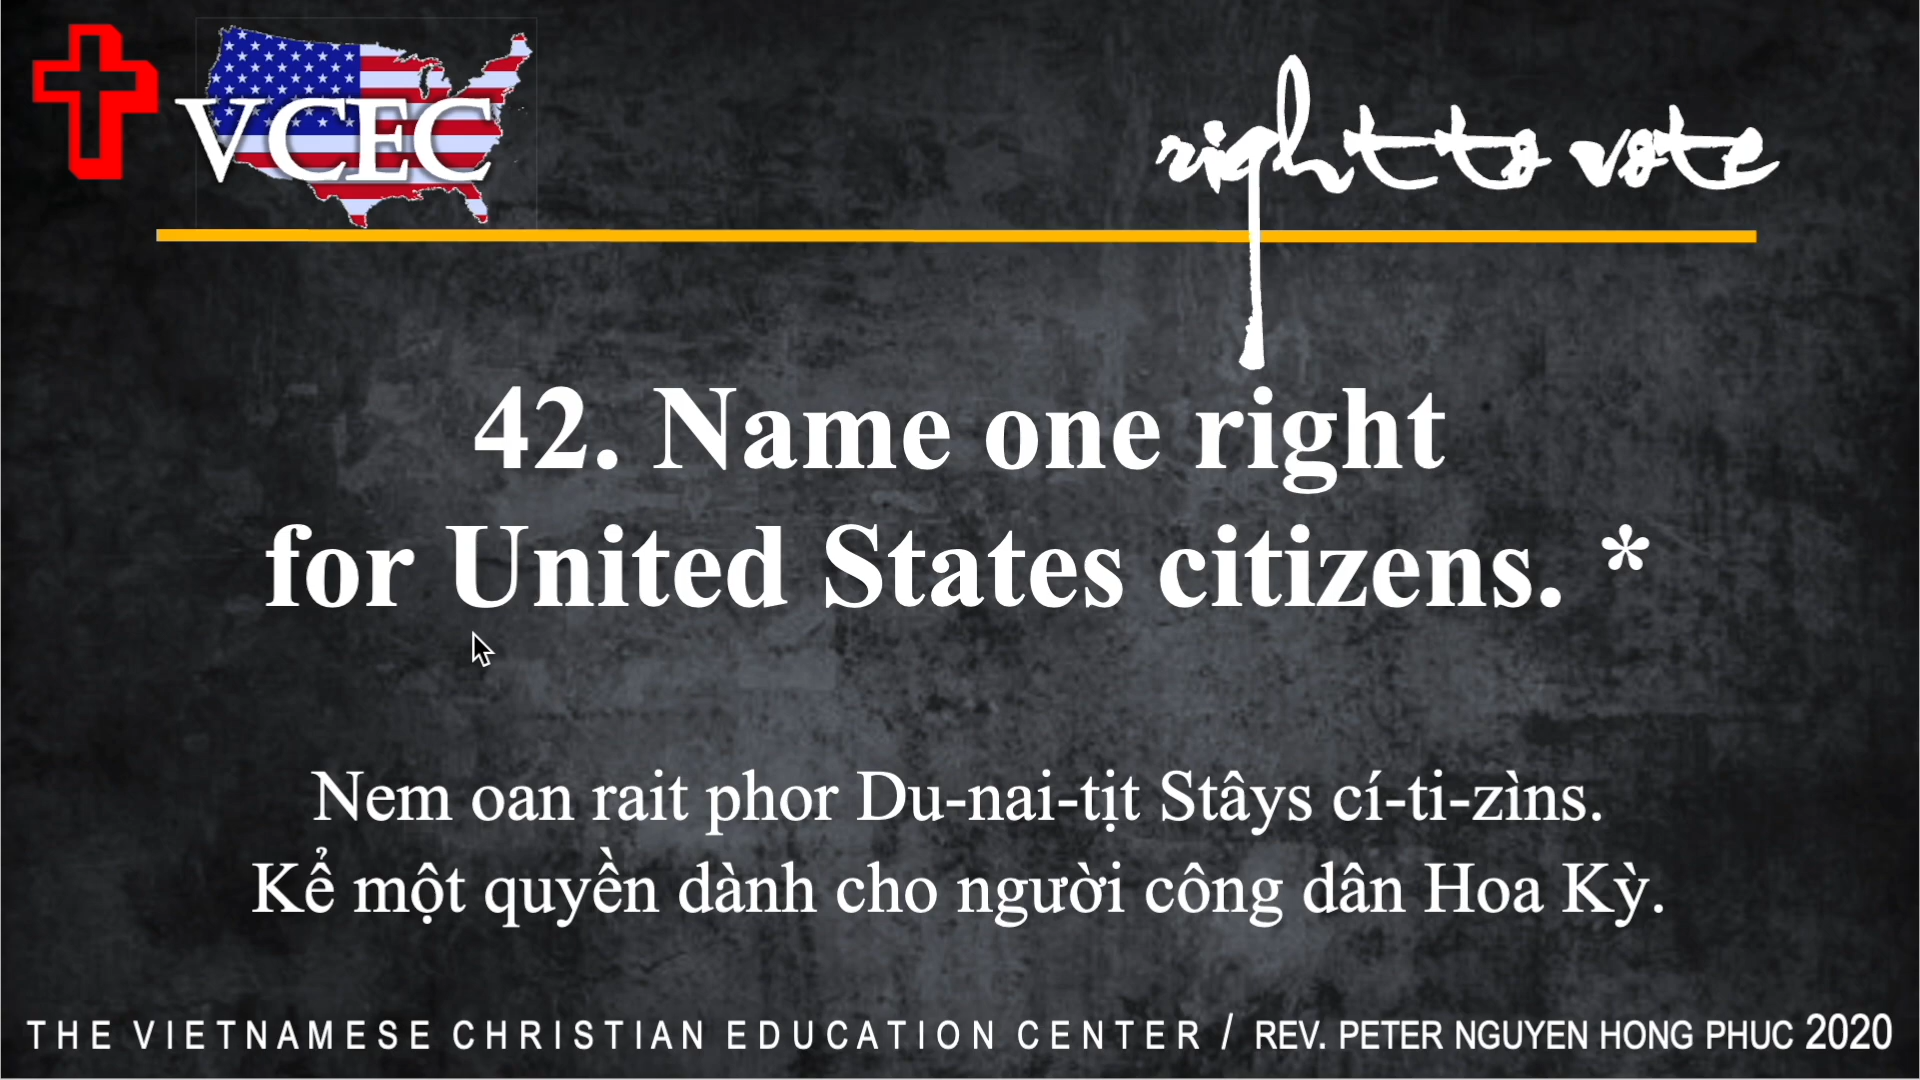 VCEC
right to vote
42. Name one right
for United States citizens. *
Nem oan rait phor Du-nai-tịt Stâys cí-ti-zìns.
Kể một quyền dành cho người công dân Hoa Kỳ.
THE VIETNAMESE CHRISTIAN EDUCATION CENTER / REV. PETER NGUYEN HONG PHUC 2020